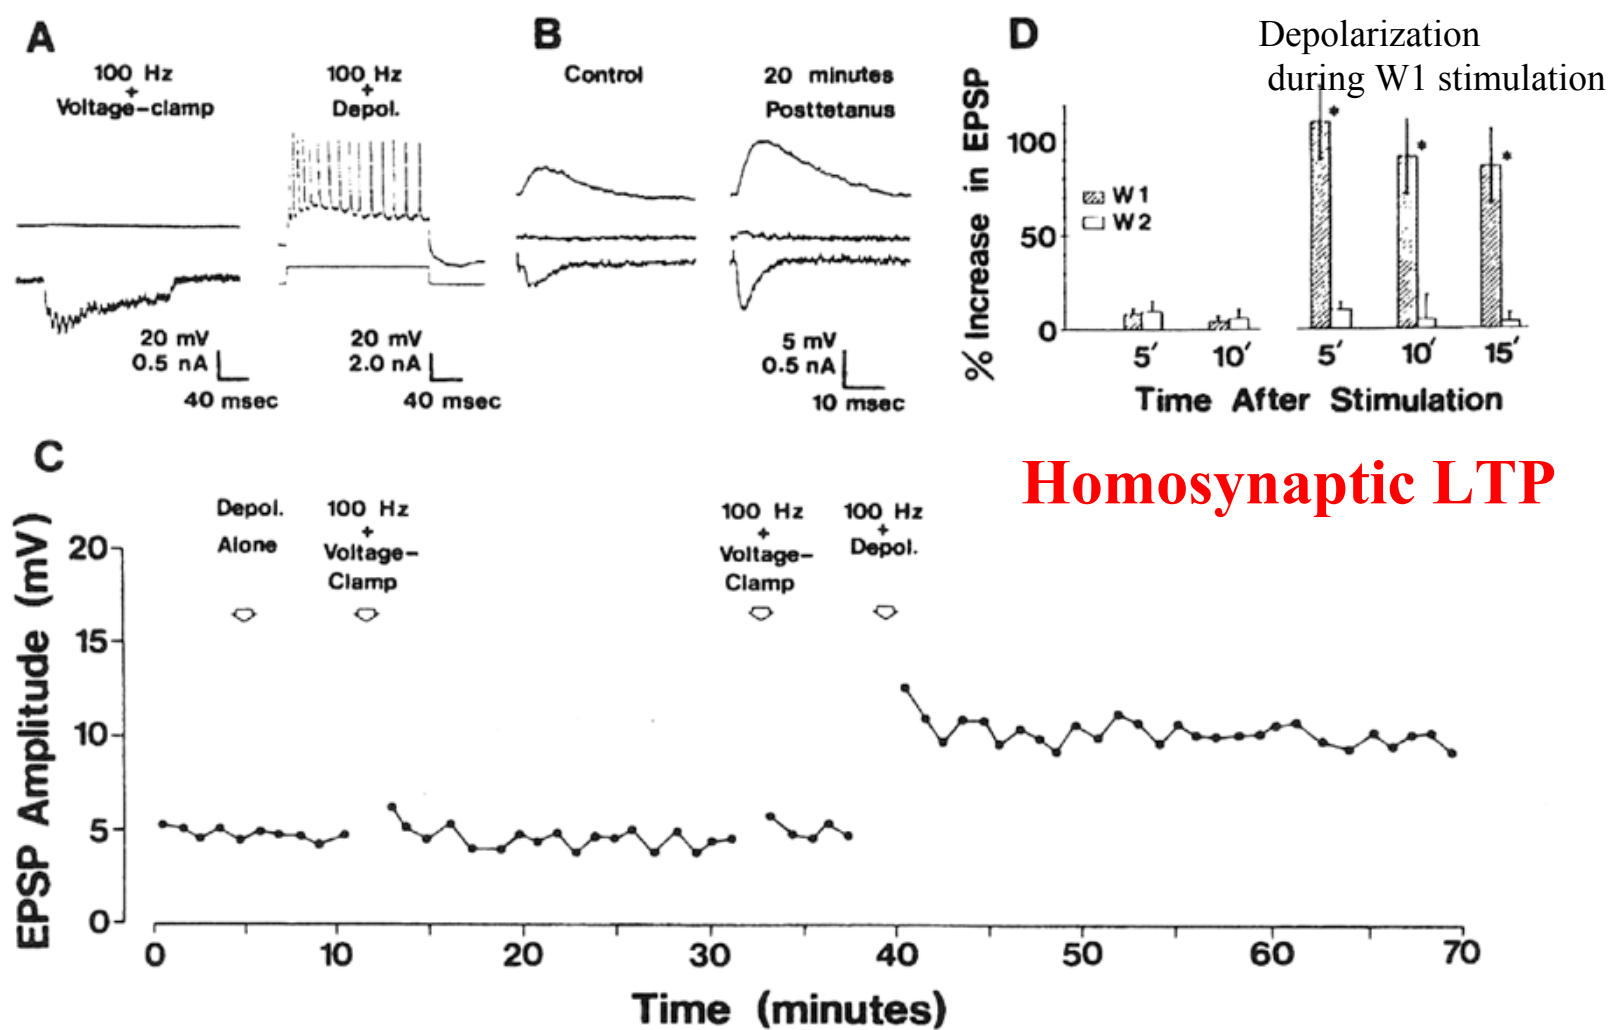 A
100 Hz
+
Voltage-clamp
100 Hz
+
Depol.
20 mV
0.5 nA
40 msec
20 mV
2.0 nA
40 msec
B
Control
20 minutes
Posttetanus
5 mV
0.5 nA
10 msec
D
Depolarization
during W1 stimulation
% Increase in EPSP
100
50
0
W1
W2
*
*
*
5′
10′
5′
10′
15′
Time After Stimulation
Homosynaptic LTP
C
Depol.
Alone
100 Hz
+
Voltage-
Clamp
100 Hz
+
Voltage-
Clamp
100 Hz
+
Depol.
EPSP Amplitude (mV)
20
15
10
5
0
0
10
20
30
40
50
60
70
Time (minutes)